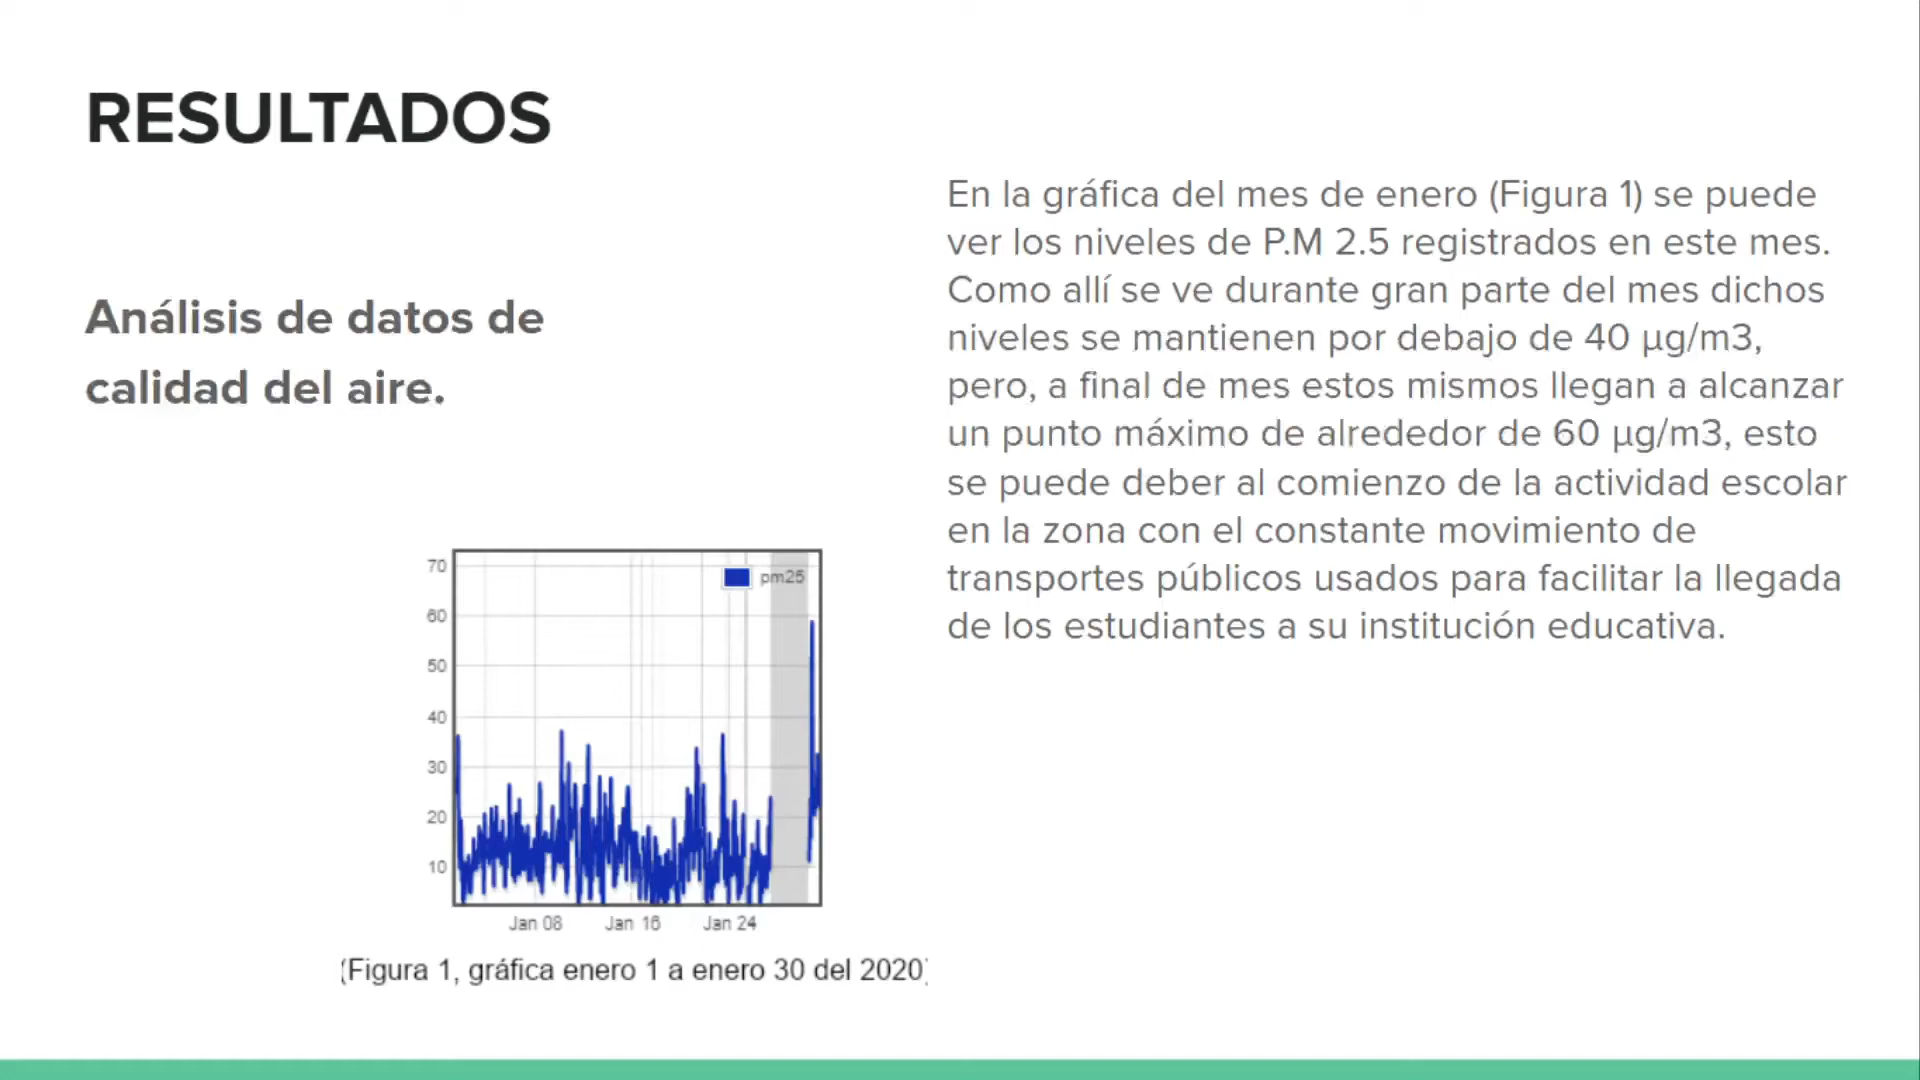 RESULTADOS
Análisis de datos de
calidad del aire.
En la gráfica del mes de enero (Figura 1) se puede
ver los niveles de P.M 2.5 registrados en este mes.
Como allí se ve durante gran parte del mes dichos
niveles se mantienen por debajo de 40 µg/m3,
pero, a final de mes estos mismos llegan a alcanzar
un punto máximo de alrededor de 60 µg/m3, esto
se puede deber al comienzo de la actividad escolar
en la zona con el constante movimiento de
transportes públicos usados para facilitar la llegada
de los estudiantes a su institución educativa.
pm25
70
60
50
40
30
20
10
Jan 08 Jan 16 Jan 24
(Figura 1, gráfica enero 1 a enero 30 del 2020)